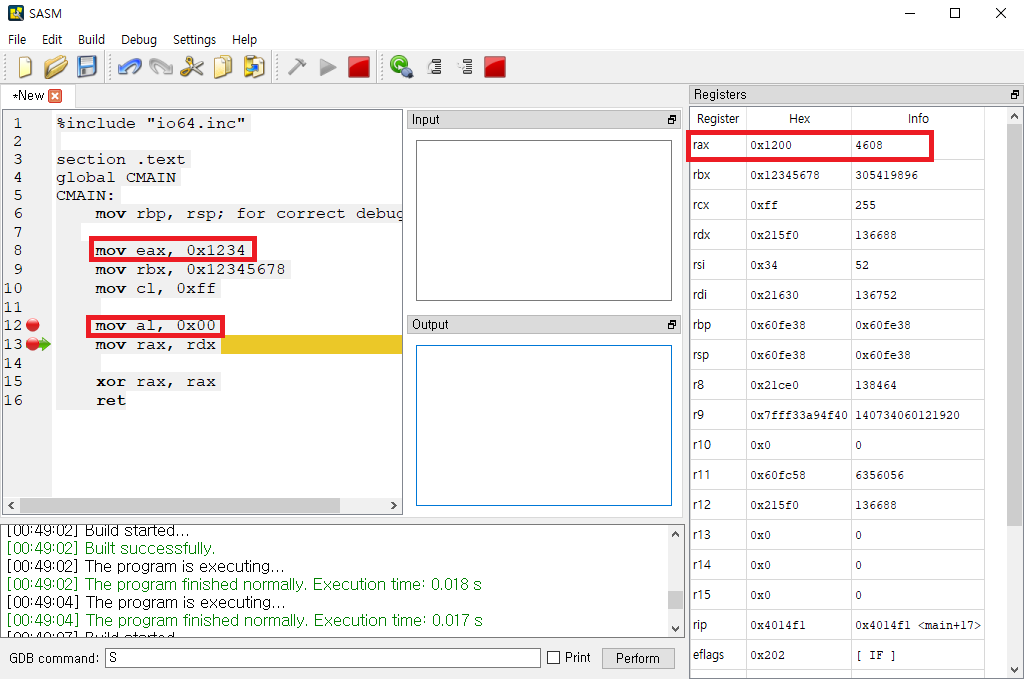 SASM
File Edit Build Debug Settings Help
*New
1 %include "io64.inc"
2
3 section .text
4 global CMAIN
5 CMAIN:
6 mov rbp, rsp; for correct debug
7
8 mov eax, 0x1234
9 mov rbx, 0x12345678
10 mov cl, 0xff
11
12 mov al, 0x00
13 mov rax, rdx
14
15 xor rax, rax
16 ret
Input
Output
Registers
Register Hex Info
rax 0x1200 4608
rbx 0x12345678 305419896
rcx 0xff 255
rdx 0x215f0 136688
rsi 0x34 52
rdi 0x21630 136752
rbp 0x60fe38 0x60fe38
rsp 0x60fe38 0x60fe38
r8 0x21ce0 138464
r9 0x7fff33a94f40 140734060121920
r10 0x0 0
r11 0x60fc58 6356056
r12 0x215f0 136688
r13 0x0 0
r14 0x0 0
r15 0x0 0
rip 0x4014f1 0x4014f1 <main+17>
eflags 0x202 [ IF ]
[00:49:02] Build started...
[00:49:02] Built successfully.
[00:49:02] The program is executing...
[00:49:02] The program finished normally. Execution time: 0.018 s
[00:49:04] The program is executing...
[00:49:04] The program finished normally. Execution time: 0.017 s
[00:49:07] Build started
GDB command: S
Print
Perform